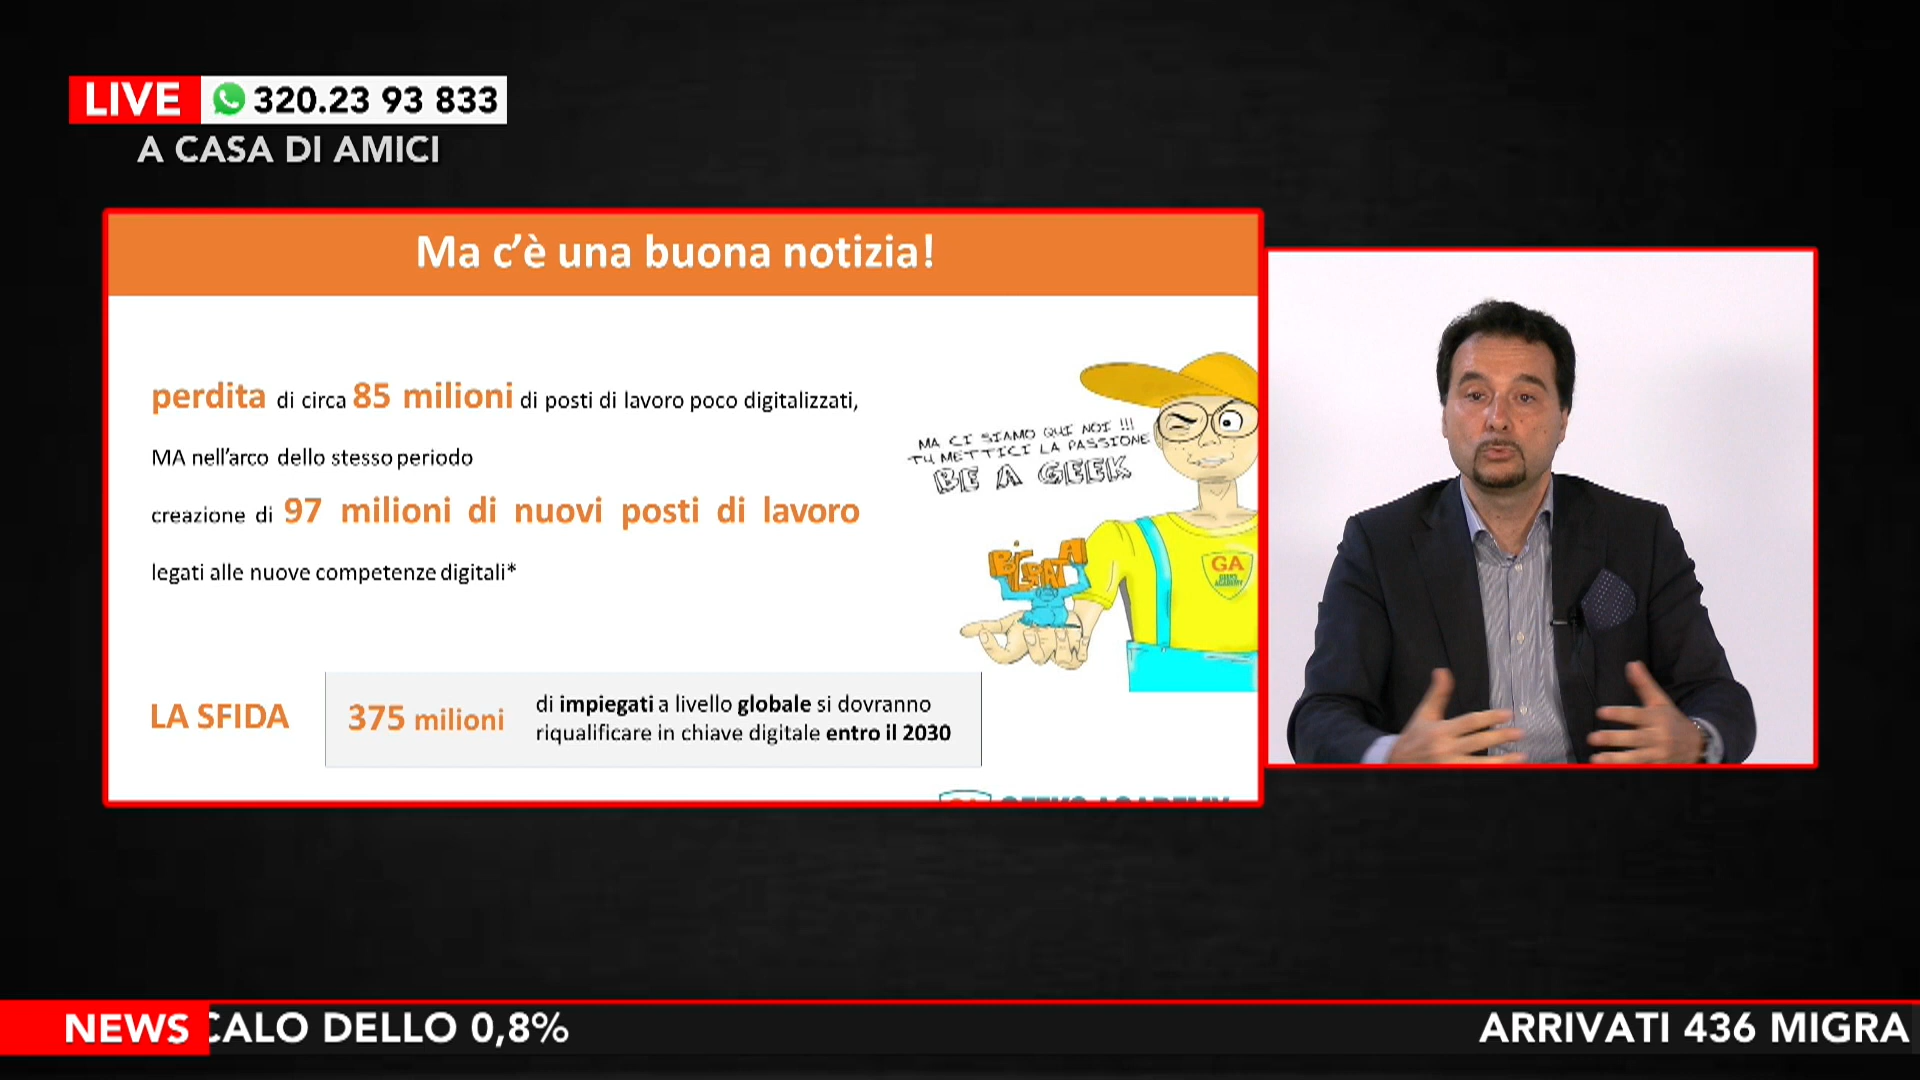 LIVE 320.23 93 833
A CASA DI AMICI
Ma c'è una buona notizia!
perdita di circa 85 milioni di posti di lavoro poco digitalizzati,
MA nell'arco dello stesso periodo
creazione di 97 milioni di nuovi posti di lavoro
legati alle nuove competenze digitali*
MA CI SIAMO QUI NOI !!!
TU METTICI LA PASSIONE
BE A GEEK
GA
GEEKS
ACADEMY
LA SFIDA
375 milioni
di impiegati a livello globale si dovranno
riqualificare in chiave digitale entro il 2030
GEEKS ACADEMY
NEWS CALO DELLO 0,8% ARRIVATI 436 MIGRA